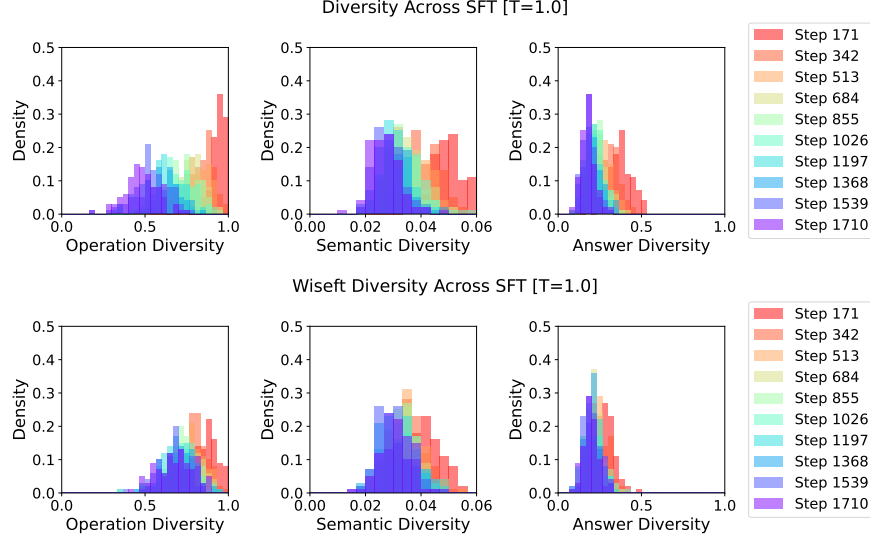 Diversity Across SFT [T=1.0]
0.5
0.4
0.3
0.2
0.1
0.0
Density
0.0 0.5 1.0
Operation Diversity
0.5
0.4
0.3
0.2
0.1
0.0
Density
0.00 0.02 0.04 0.06
Semantic Diversity
0.5
0.4
0.3
0.2
0.1
0.0
Density
0.0 0.5 1.0
Answer Diversity
Step 171
Step 342
Step 513
Step 684
Step 855
Step 1026
Step 1197
Step 1368
Step 1539
Step 1710
Wiseft Diversity Across SFT [T=1.0]
0.5
0.4
0.3
0.2
0.1
0.0
Density
0.0 0.5 1.0
Operation Diversity
0.5
0.4
0.3
0.2
0.1
0.0
Density
0.00 0.02 0.04 0.06
Semantic Diversity
0.5
0.4
0.3
0.2
0.1
0.0
Density
0.0 0.5 1.0
Answer Diversity
Step 171
Step 342
Step 513
Step 684
Step 855
Step 1026
Step 1197
Step 1368
Step 1539
Step 1710